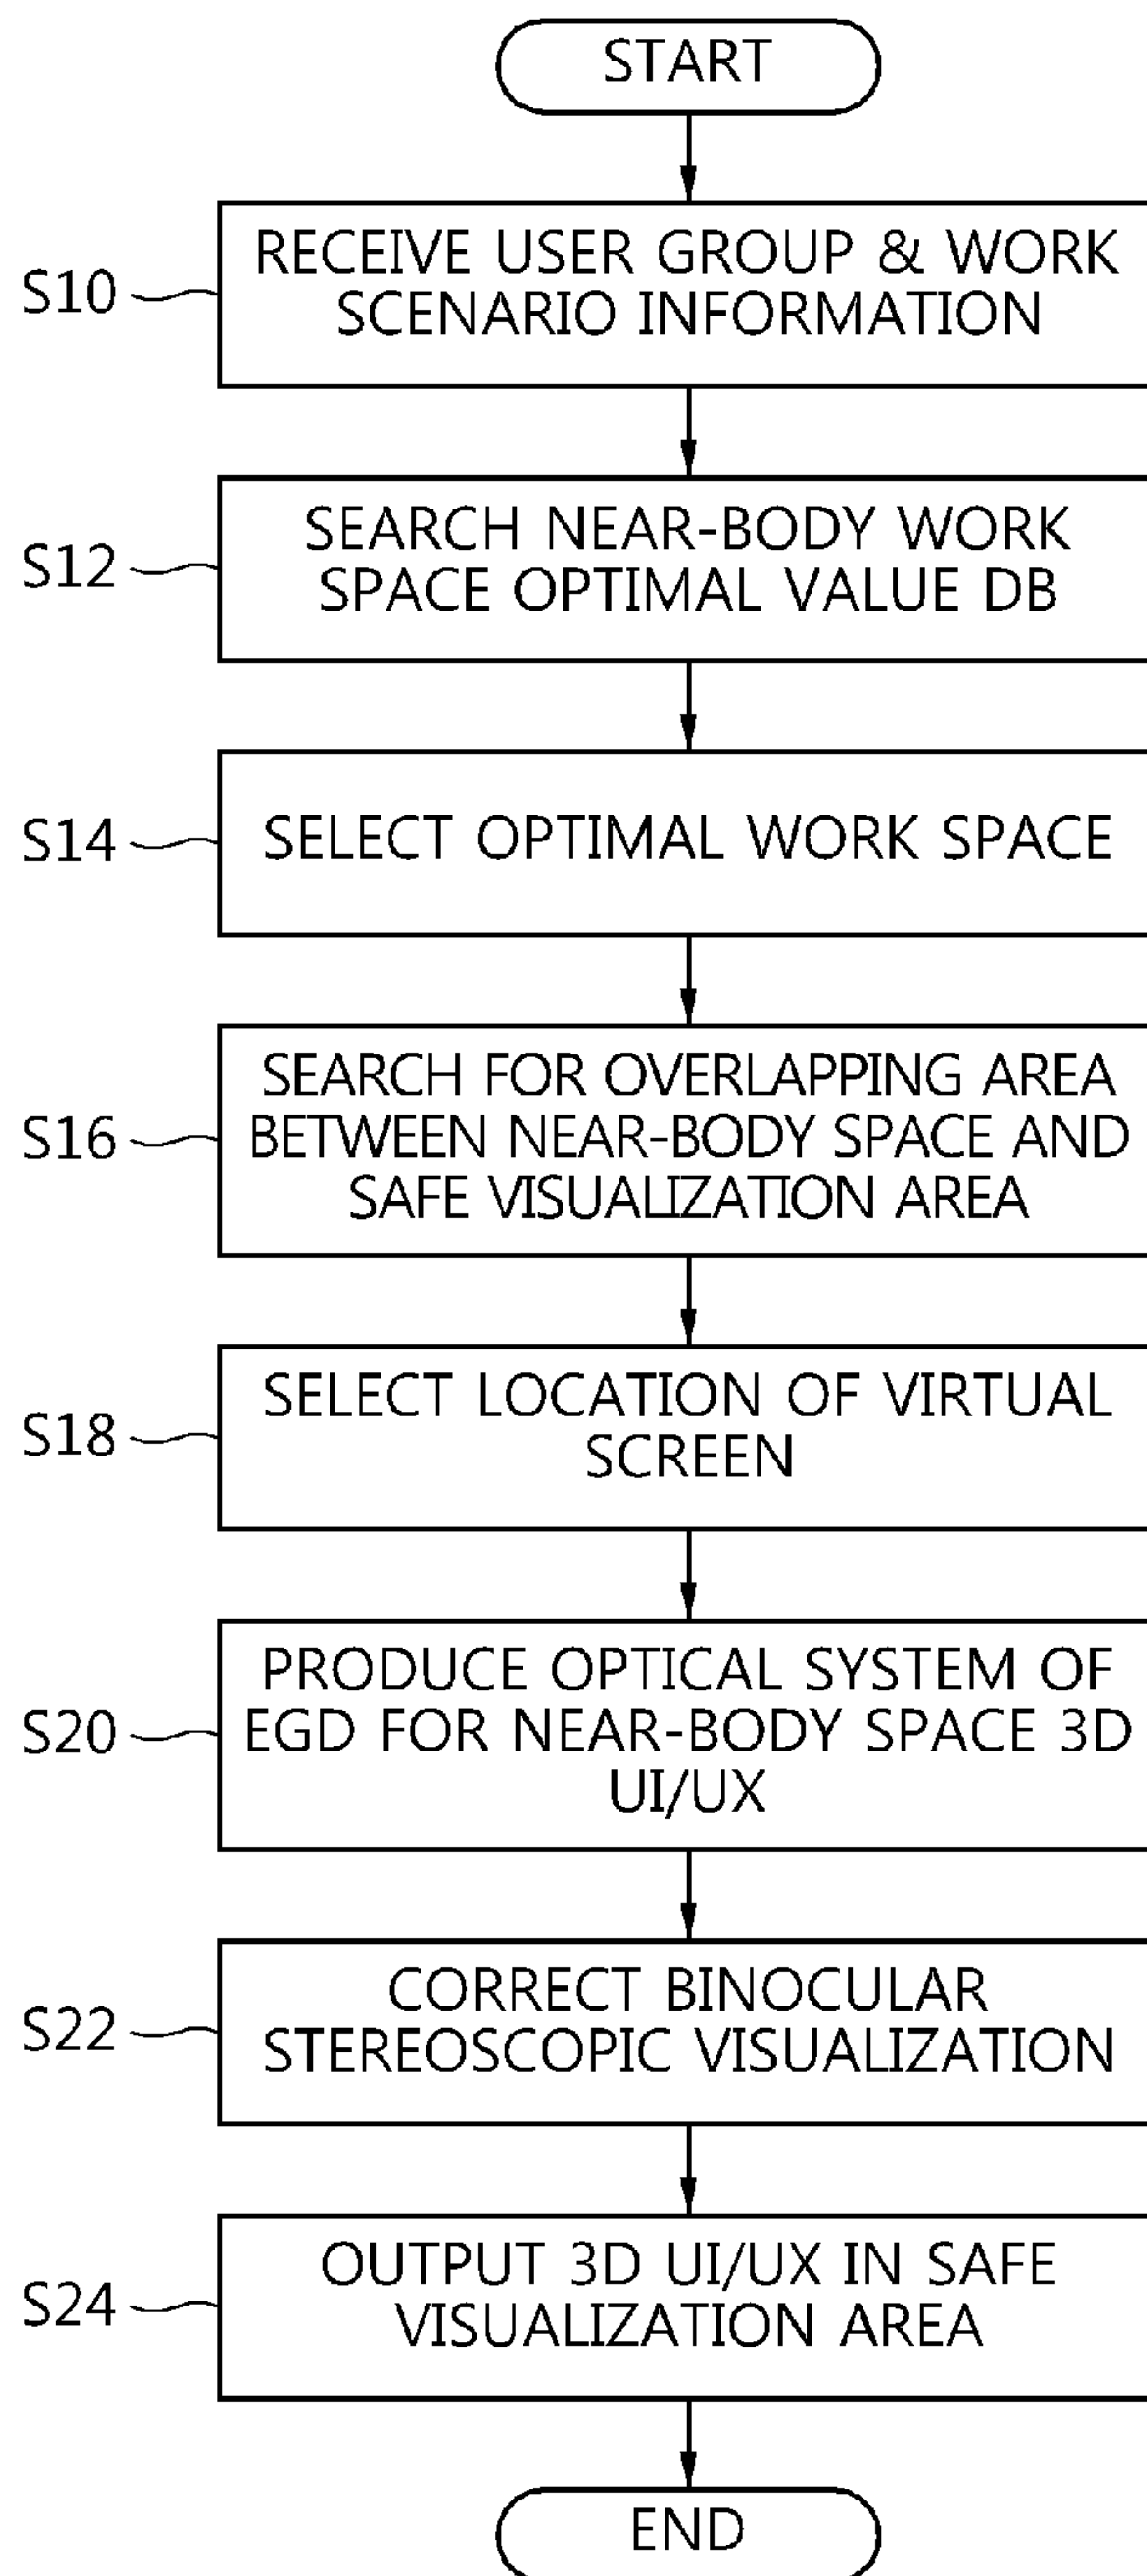 START
S10
RECEIVE USER GROUP & WORK
SCENARIO INFORMATION
S12
SEARCH NEAR-BODY WORK
SPACE OPTIMAL VALUE DB
S14
SELECT OPTIMAL WORK SPACE
S16
SEARCH FOR OVERLAPPING AREA
BETWEEN NEAR-BODY SPACE AND
SAFE VISUALIZATION AREA
S18
SELECT LOCATION OF VIRTUAL
SCREEN
S20
PRODUCE OPTICAL SYSTEM OF
EGD FOR NEAR-BODY SPACE 3D
UI/UX
S22
CORRECT BINOCULAR
STEREOSCOPIC VISUALIZATION
S24
OUTPUT 3D UI/UX IN SAFE
VISUALIZATION AREA
END